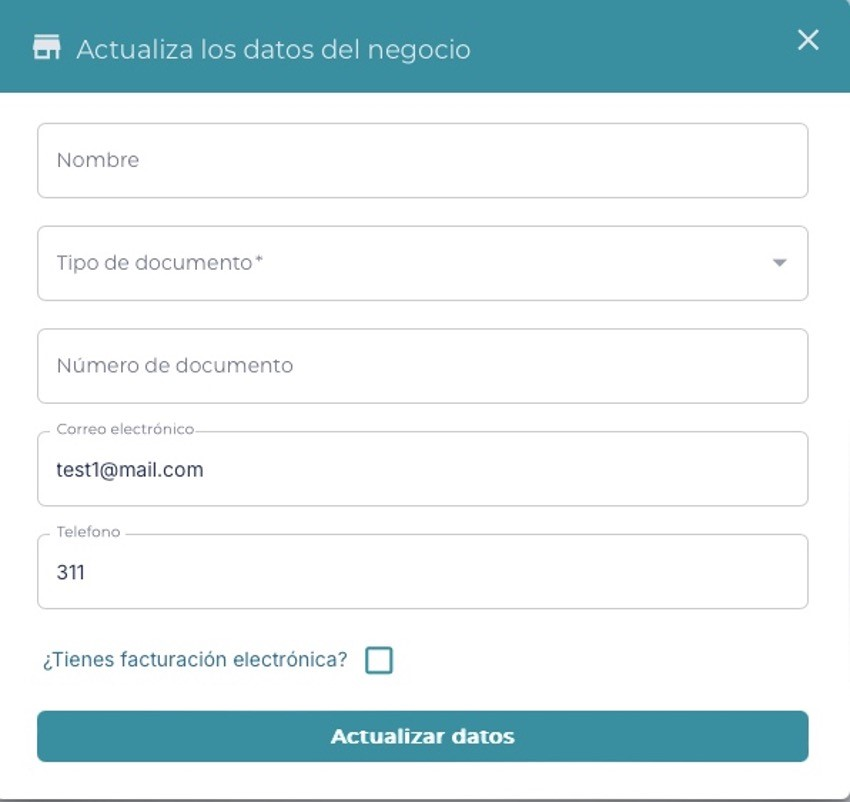 Actualiza los datos del negocio
Nombre
Tipo de documento*
Número de documento
Correo electrónico
test1@mail.com
Telefono
311
¿Tienes facturación electrónica?
Actualizar datos